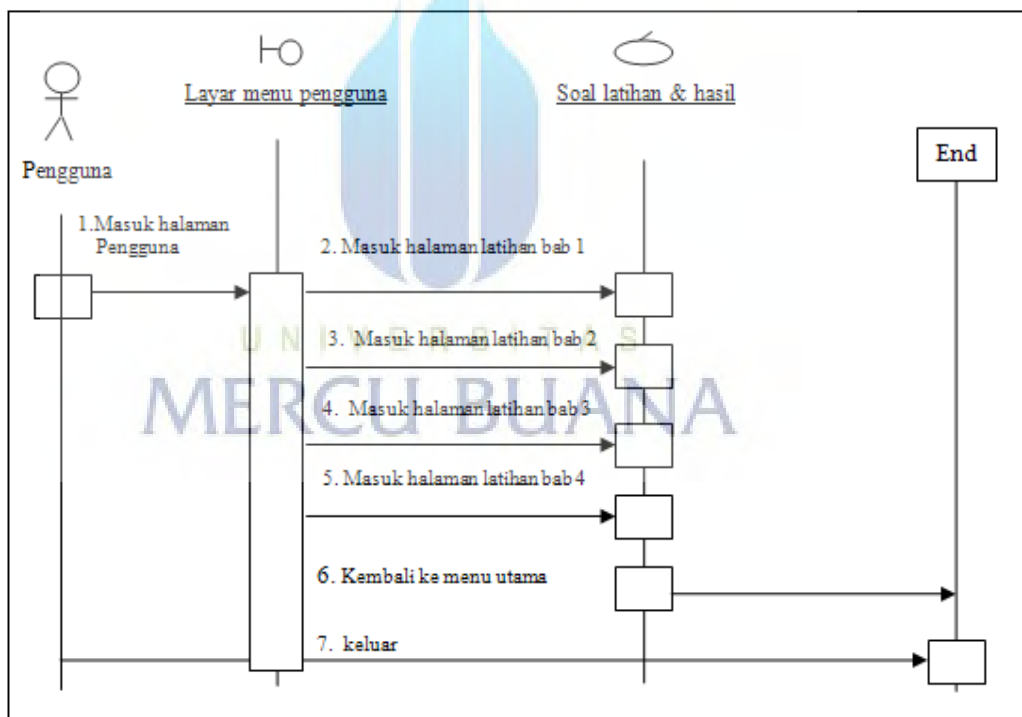 Layar menu pengguna
Soal latihan & hasil
End
Pengguna
1.Masuk halaman
Pengguna
2. Masuk halaman latihan bab 1
UNIVERSITAS
3. Masuk halaman latihan bab 2
MERCU BUANA
4. Masuk halaman latihan bab 3
5. Masuk halaman latihan bab 4
6. Kembali ke menu utama
7. keluar